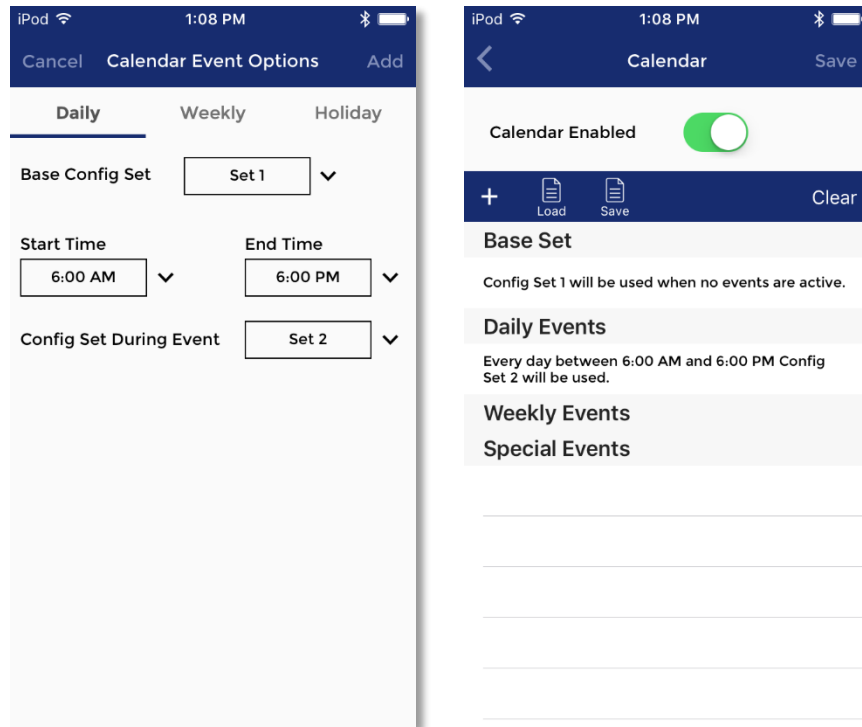 iPod 1:08 PM
Cancel Calendar Event Options Add
Daily Weekly Holiday
Base Config Set Set 1
Start Time End Time
6:00 AM 6:00 PM
Config Set During Event Set 2
iPod 1:08 PM
Calendar Save
Calendar Enabled
+ Load Save Clear
Base Set
Config Set 1 will be used when no events are active.
Daily Events
Every day between 6:00 AM and 6:00 PM Config
Set 2 will be used.
Weekly Events
Special Events